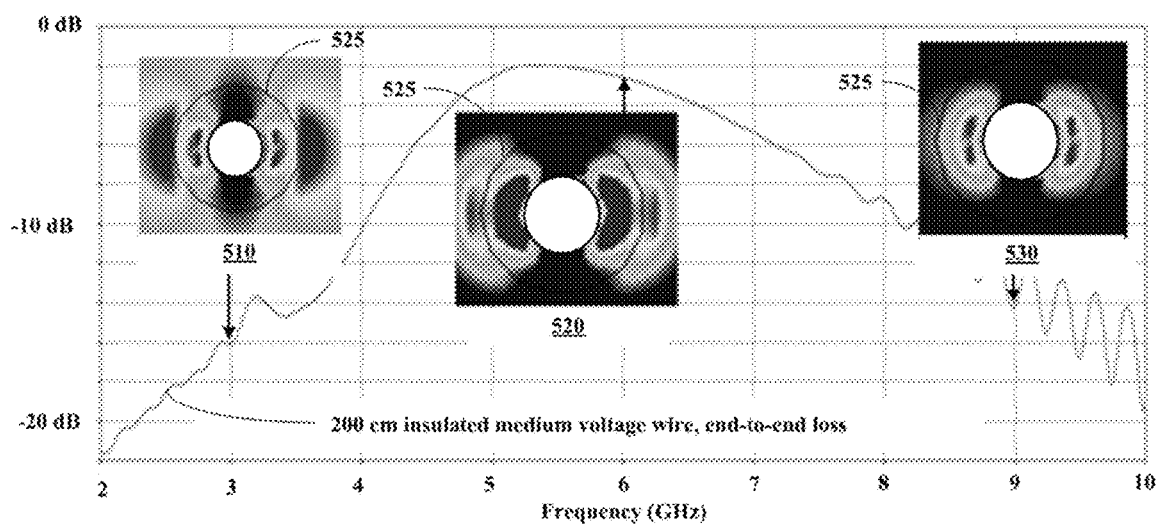 0 dB
525
525
525
-10 dB
510
520
530
-20 dB
200 cm insulated medium voltage wire, end-to-end loss
2 3 4 5 6 7 8 9 10
Frequency (GHz)